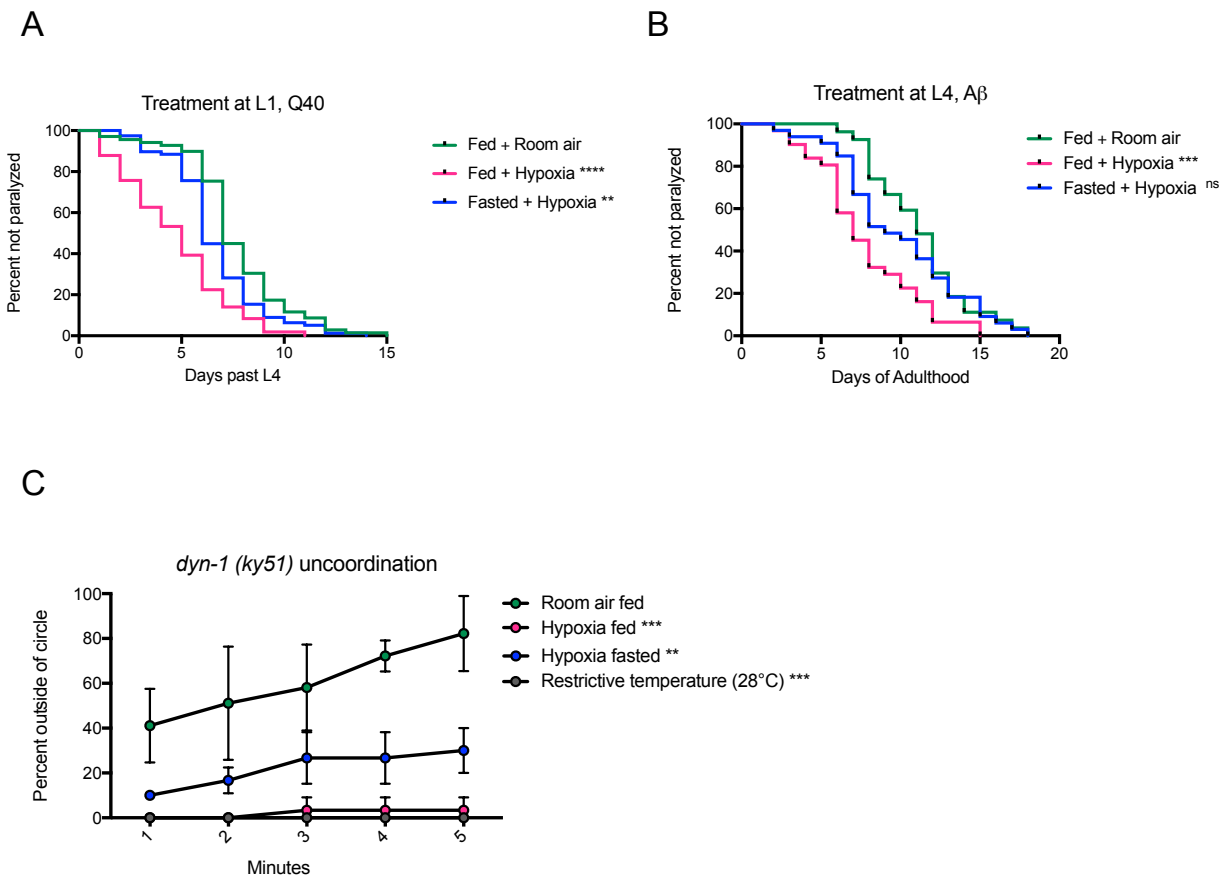 A
Treatment at L1, Q40
Percent not paralyzed
100
80
60
40
20
0
0 5 10 15
Days past L4
Fed + Room air
Fed + Hypoxia ****
Fasted + Hypoxia **
B
Treatment at L4, Aβ
Percent not paralyzed
100
80
60
40
20
0
0 5 10 15 20
Days of Adulthood
Fed + Room air
Fed + Hypoxia ***
Fasted + Hypoxia ns
C
dyn-1 (ky51) uncoordination
Percent outside of circle
100
80
60
40
20
0
1 2 3 4 5
Minutes
Room air fed
Hypoxia fed ***
Hypoxia fasted **
Restrictive temperature (28°C) ***